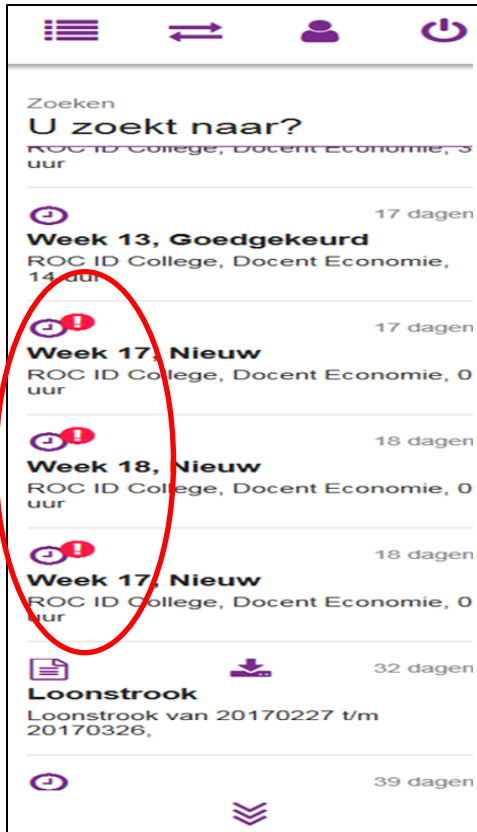 Zoeken
U zoekt naar?
ROC ID College, Docent Economie, 3
uur
17 dagen
Week 13, Goedgekeurd
ROC ID College, Docent Economie,
14 uur
17 dagen
Week 17, Nieuw
ROC ID College, Docent Economie, 0
uur
18 dagen
Week 18, Nieuw
ROC ID College, Docent Economie, 0
uur
18 dagen
Week 17, Nieuw
ROC ID College, Docent Economie, 0
uur
32 dagen
Loonstrook
Loonstrook van 20170227 t/m
20170326,
39 dagen